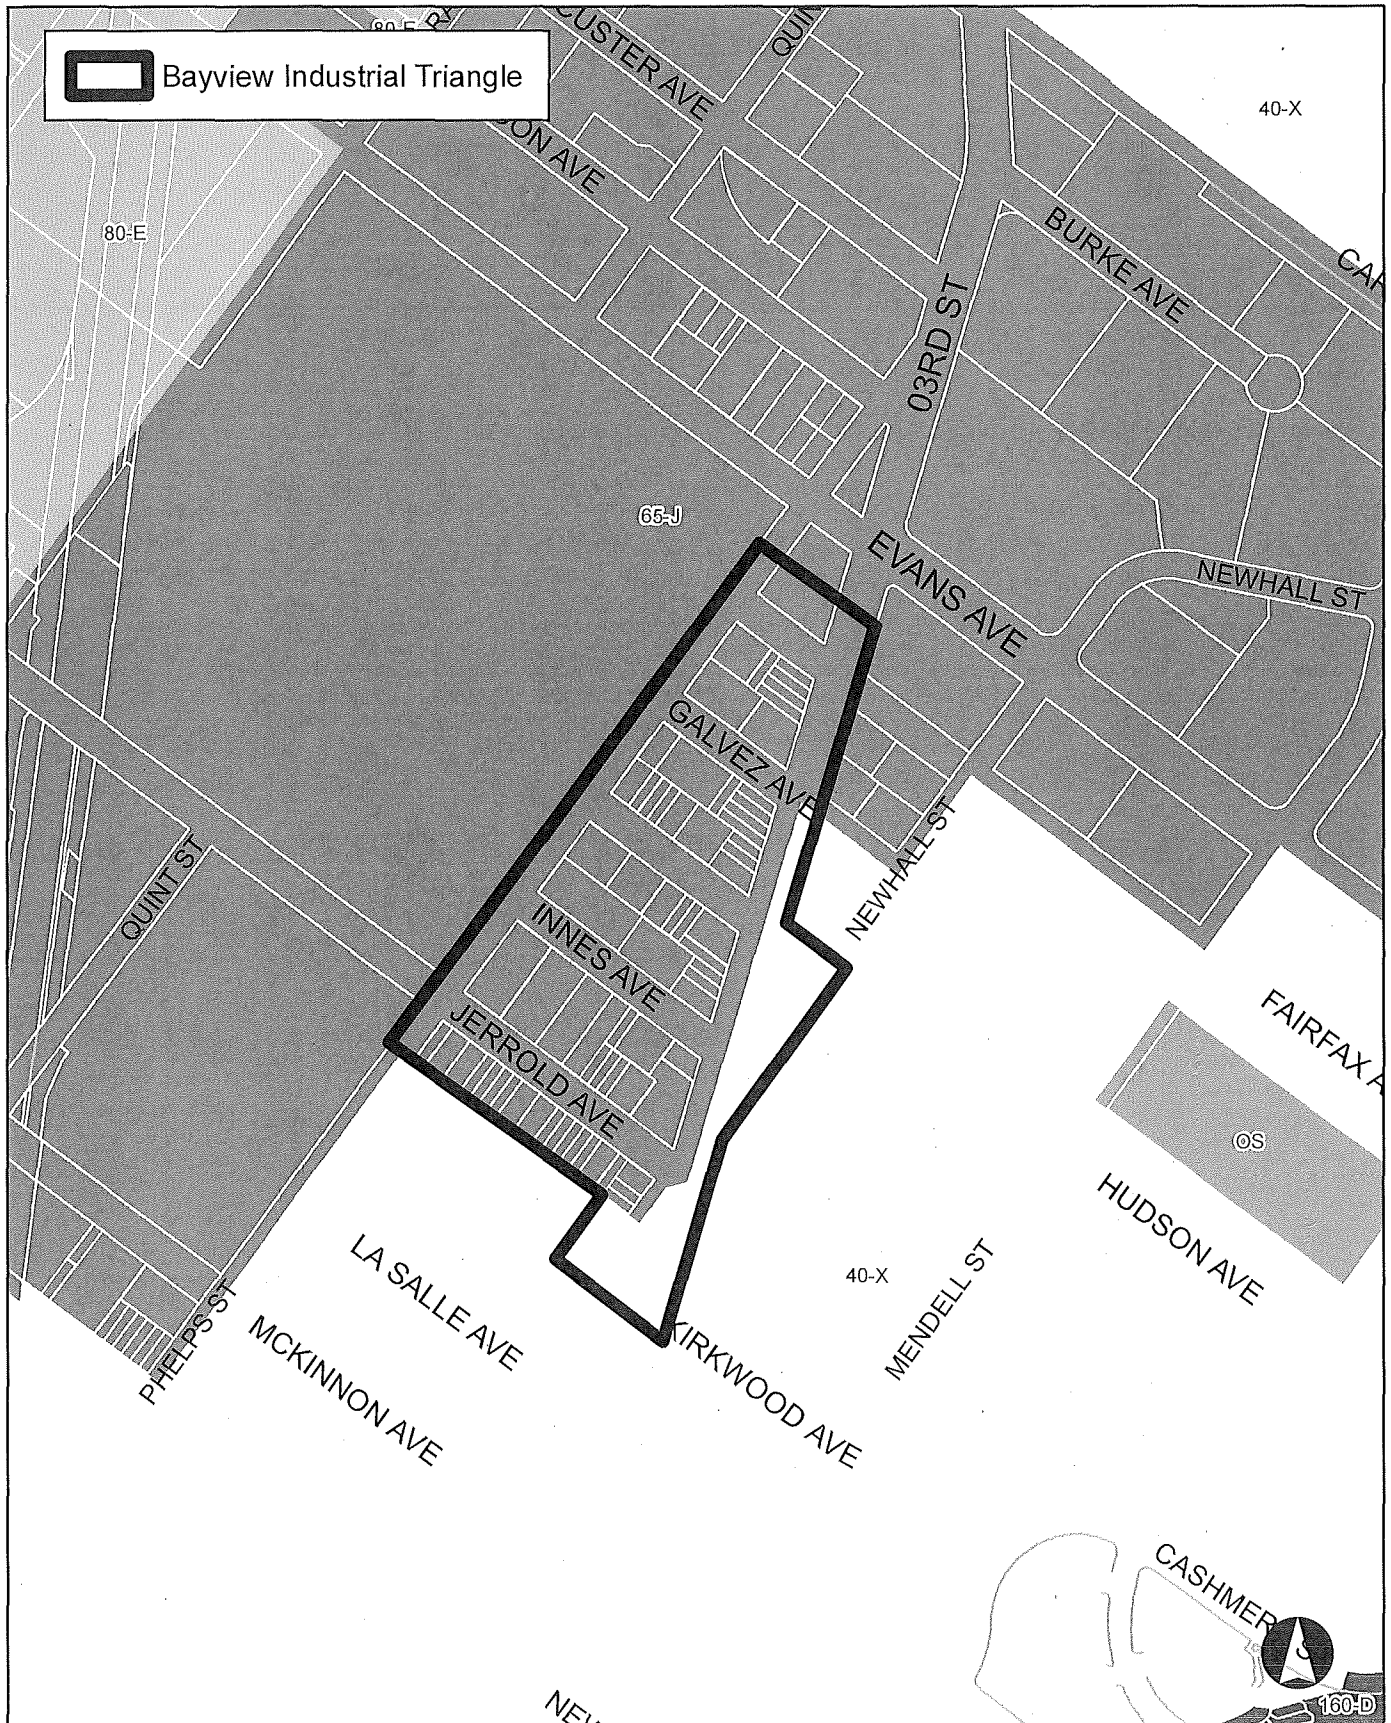 80-E
Bayview Industrial Triangle
CUSTER AVE
40-X
80-E
BURKE AVE
03RD ST
65-J
EVANS AVE
NEWHALL ST
GALVEZ AVE
NEWHALL ST
QUINT ST
INNES AVE
FAIRFAX A
JERROLD AVE
OS
HUDSON AVE
LA SALLE AVE
40-X
MENDELL ST
PHELPS ST
MCKINNON AVE
KIRKWOOD AVE
CASHMER
160-D